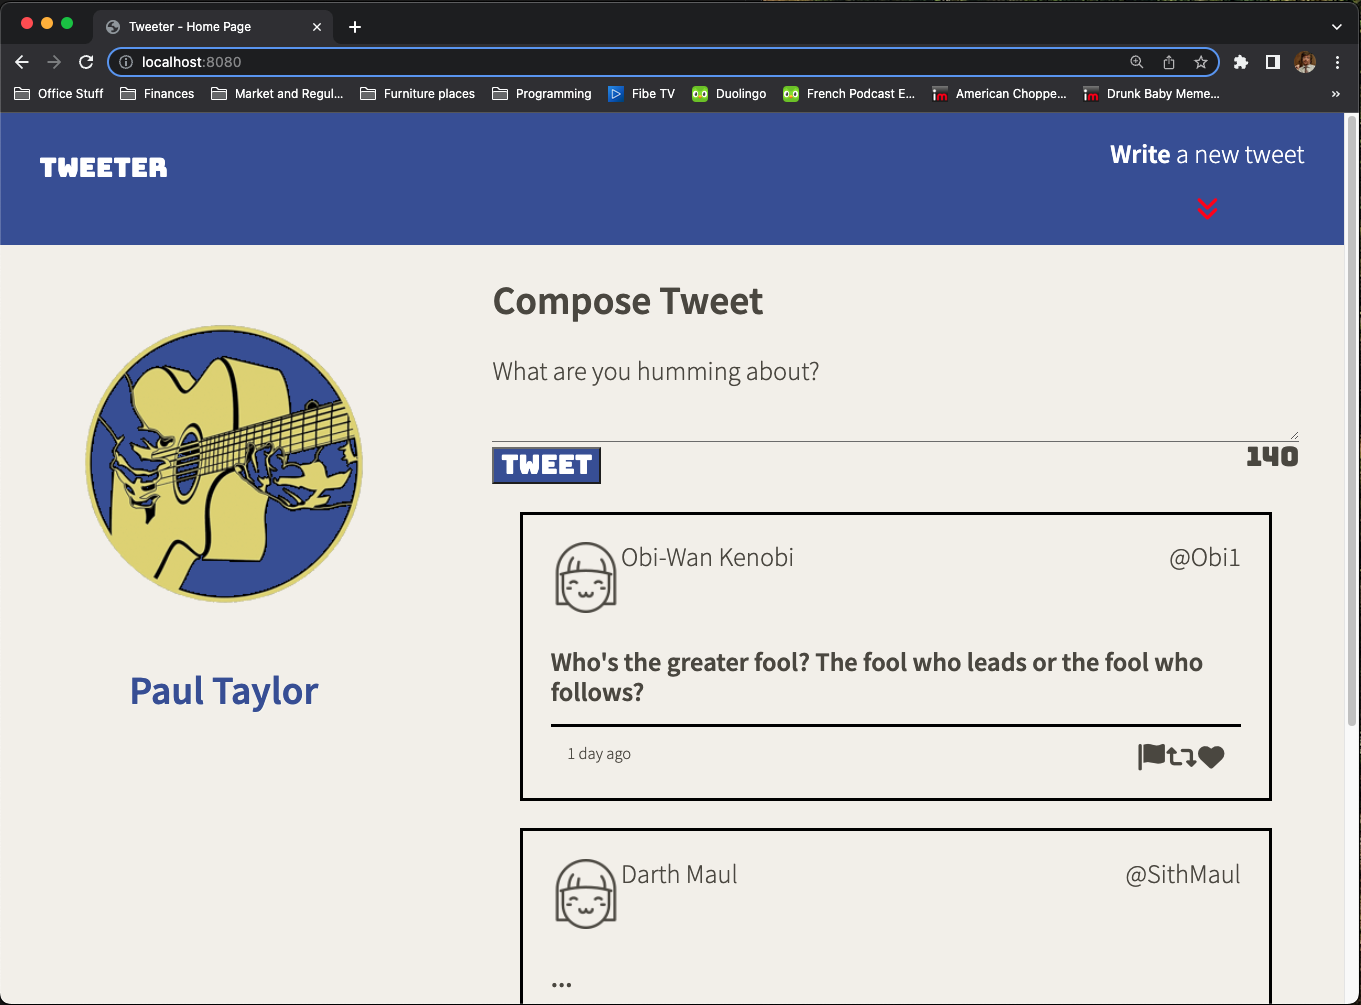 Tweeter - Home Page
localhost:8080
Office Stuff Finances Market and Regul... Furniture places Programming Fibe TV Duolingo French Podcast E... American Choppe... Drunk Baby Meme... »
TWEETER
Write a new tweet
Compose Tweet
What are you humming about?
TWEET
140
Paul Taylor
Obi-Wan Kenobi @Obi1
Who's the greater fool? The fool who leads or the fool who
follows?
1 day ago
Darth Maul @SithMaul
...